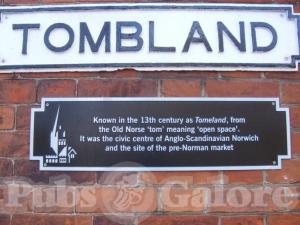 TOMBLAND
Known in the 13th century as Tomeland, from
the Old Norse 'tom' meaning 'open space'.
It was the civic centre of Anglo-Scandinavian Norwich
and the site of the pre-Norman market
Pubs Galore